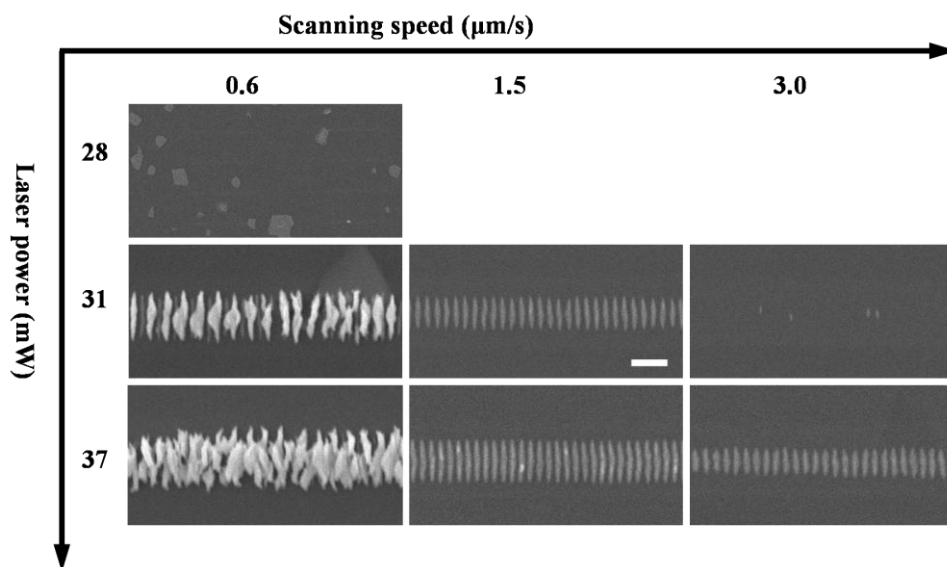 Scanning speed (μm/s)
0.6 1.5 3.0
Laser power (mW)
28
31
37